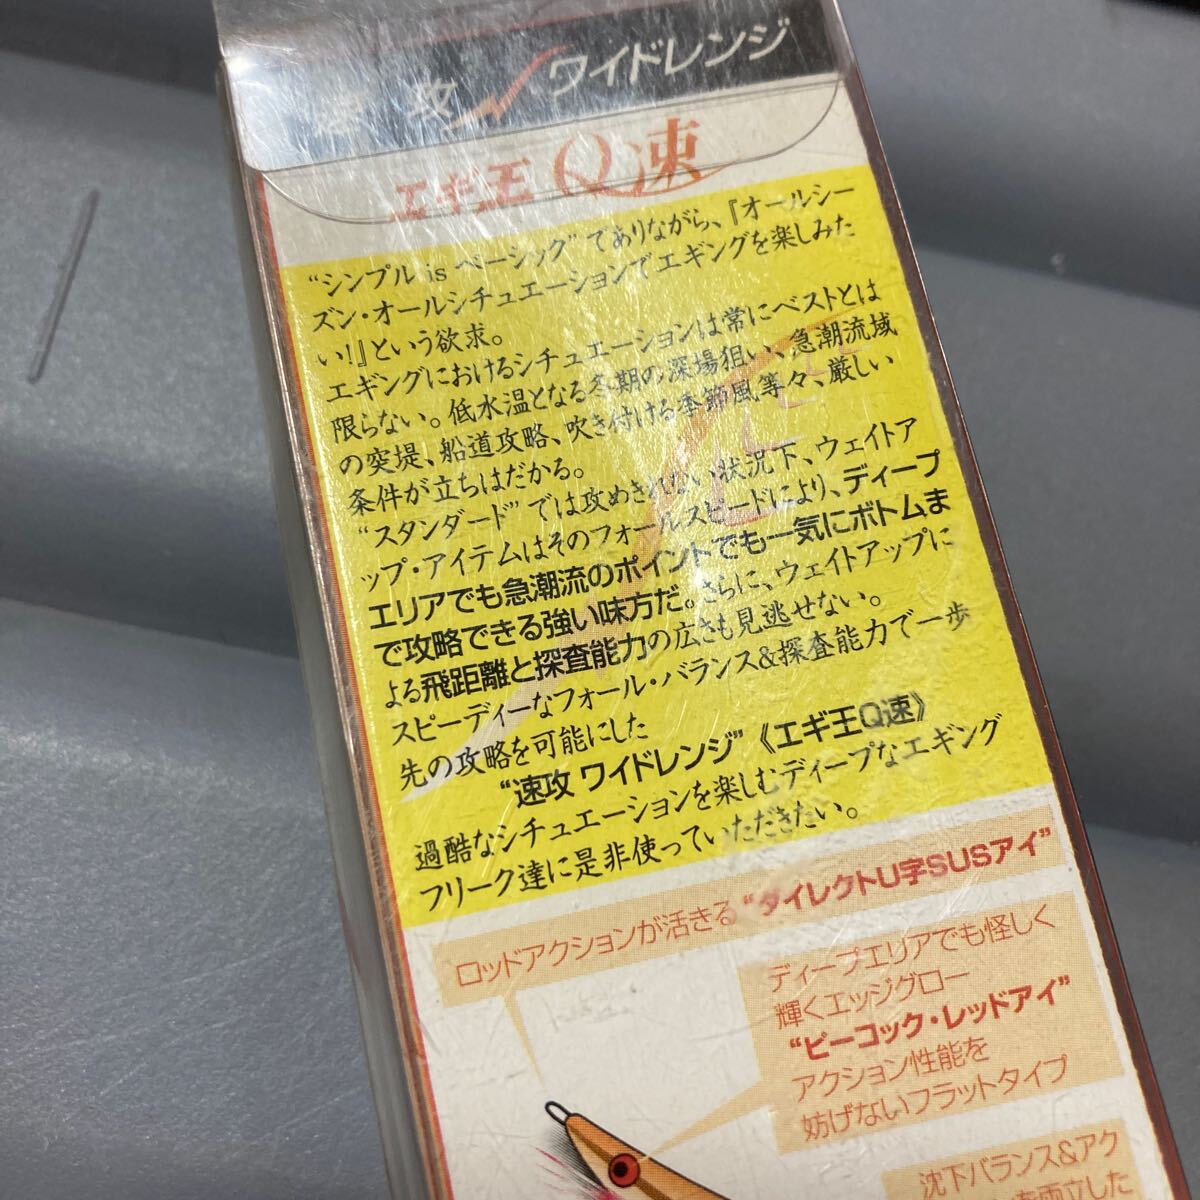 速攻 ワイドレンジ
エギ王 Q速
“シンプル is ベーシック”でありながら、『オールシー
ズン・オールシチュエーションでエギングを楽しみた
い!』という欲求。
エギングにおけるシチュエーションは常にベストとは
限らない。低水温となる冬期の深場狙い、急潮流域
の突堤、船道攻略、吹き付ける季節風等々、厳しい
条件が立ちはだかる。
“スタンダード”では攻めきれない状況下、ウェイトア
ップ・アイテムはそのフォールスピードにより、ディープ
エリアでも急潮流のポイントでも一気にボトムま
で攻略できる強い味方だ。さらに、ウェイトアップに
よる飛距離と探査能力の広さも見逃せない。
スピーディーなフォール・バランス&探査能力で一歩
先の攻略を可能にした
“速攻 ワイドレンジ”《エギ王Q速》
過酷なシチュエーションを楽しむディープなエギング
フリーク達に是非使っていただきたい。
ロッドアクションが活きる“ダイレクトU字SUSアイ”
ディープエリアでも怪しく
輝くエッジグロー
“ピーコック・レッドアイ”
アクション性能を
妨げないフラットタイプ
沈下バランス&アク
を両立した